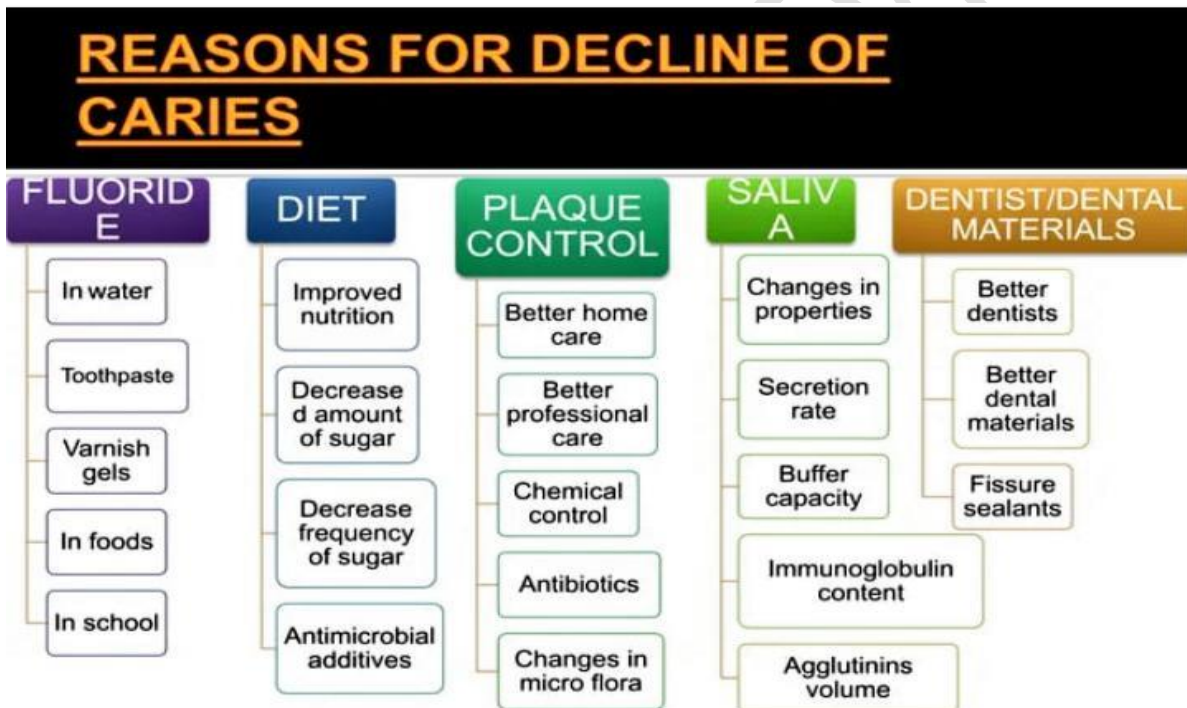 REASONS FOR DECLINE OF
CARIES
FLUORID
E
In water
Toothpaste
Varnish
gels
In foods
In school
DIET
Improved
nutrition
Decrease
d amount
of sugar
Decrease
frequency
of sugar
Antimicrobial
additives
PLAQUE
CONTROL
Better home
care
Better
professional
care
Chemical
control
Antibiotics
Changes in
micro flora
SALIV
A
Changes in
properties
Secretion
rate
Buffer
capacity
Immunoglobulin
content
Agglutinins
volume
DENTIST/DENTAL
MATERIALS
Better
dentists
Better
dental
materials
Fissure
sealants